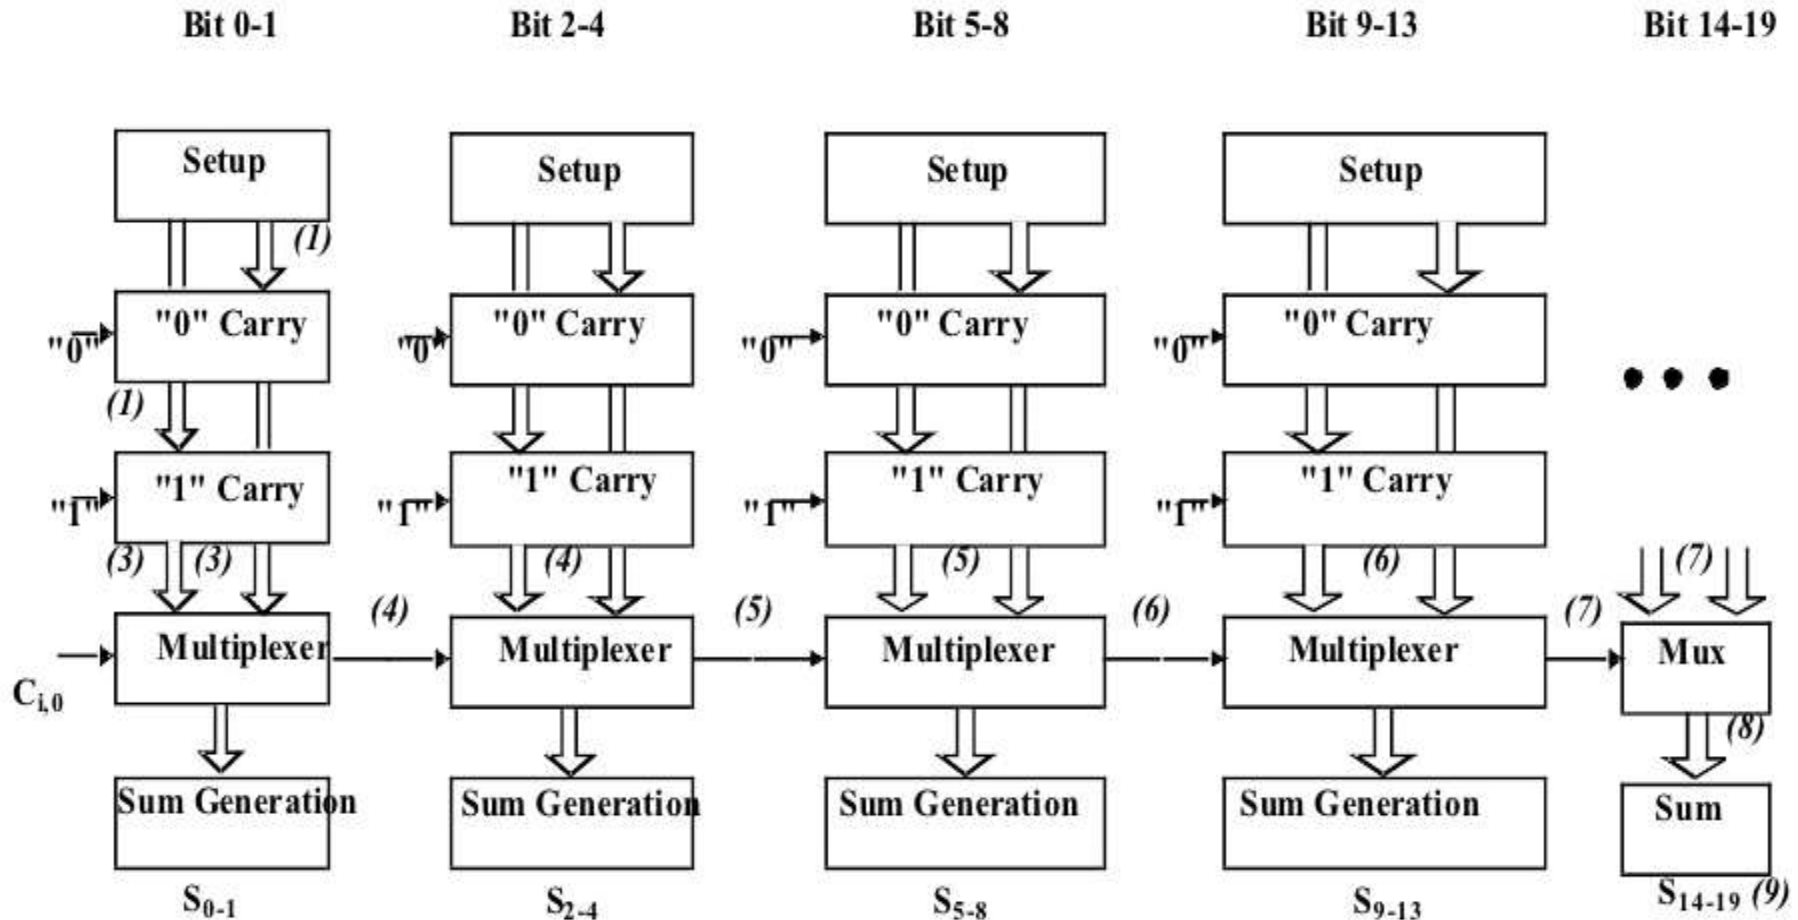 Bit 0-1 Bit 2-4 Bit 5-8 Bit 9-13 Bit 14-19
Setup Setup Setup Setup
(1)
"0" Carry "0" Carry "0" Carry "0" Carry
"0" "0" "0" "0"
(1)
"1" Carry "1" Carry "1" Carry "1" Carry
"1" "1" "1" "1"
(3) (3) (4) (5) (6) (7)
(4) (5) (6) (7)
Multiplexer Multiplexer Multiplexer Multiplexer Mux
Ci,0
(8)
Sum Generation Sum Generation Sum Generation Sum Generation Sum
S0-1 S2-4 S5-8 S9-13 S14-19 (9)